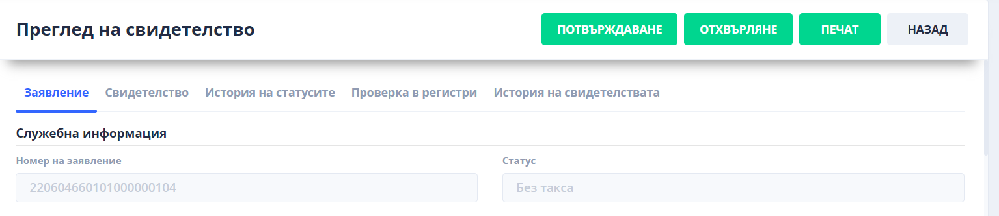 Преглед на свидетелство ПОТВЪРЖДАВАНЕ ОТХВЪРЛЯНЕ ПЕЧАТ НАЗАД
Заявление Свидетелство История на статусите Проверка в регистри История на свидетелствата
Служебна информация
Номер на заявление Статус
220604660101000000104 Без такса